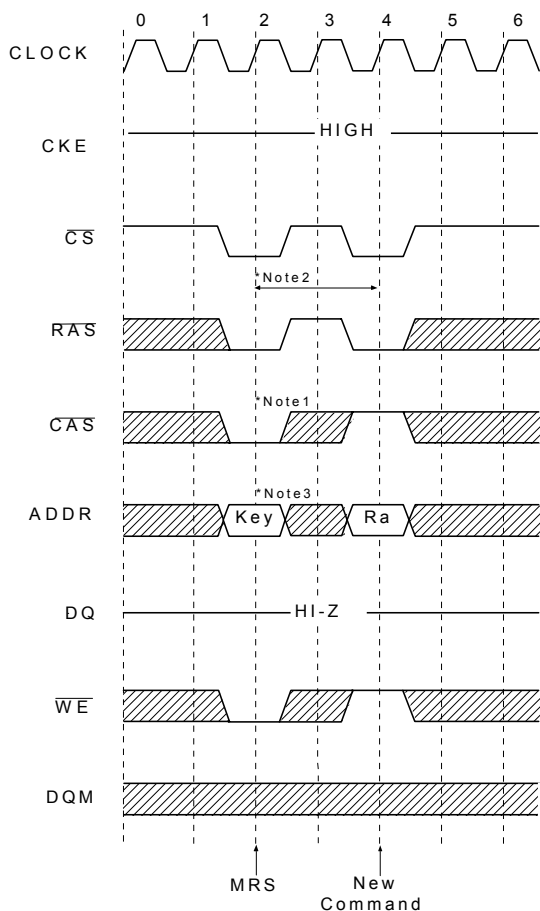 0 1 2 3 4 5 6
CLOCK
CKE
HIGH
CS
*Note2
RAS
*Note1
CAS
*Note3
ADDR
Key
Ra
DQ
HI-Z
WE
DQM
MRS
New
Command